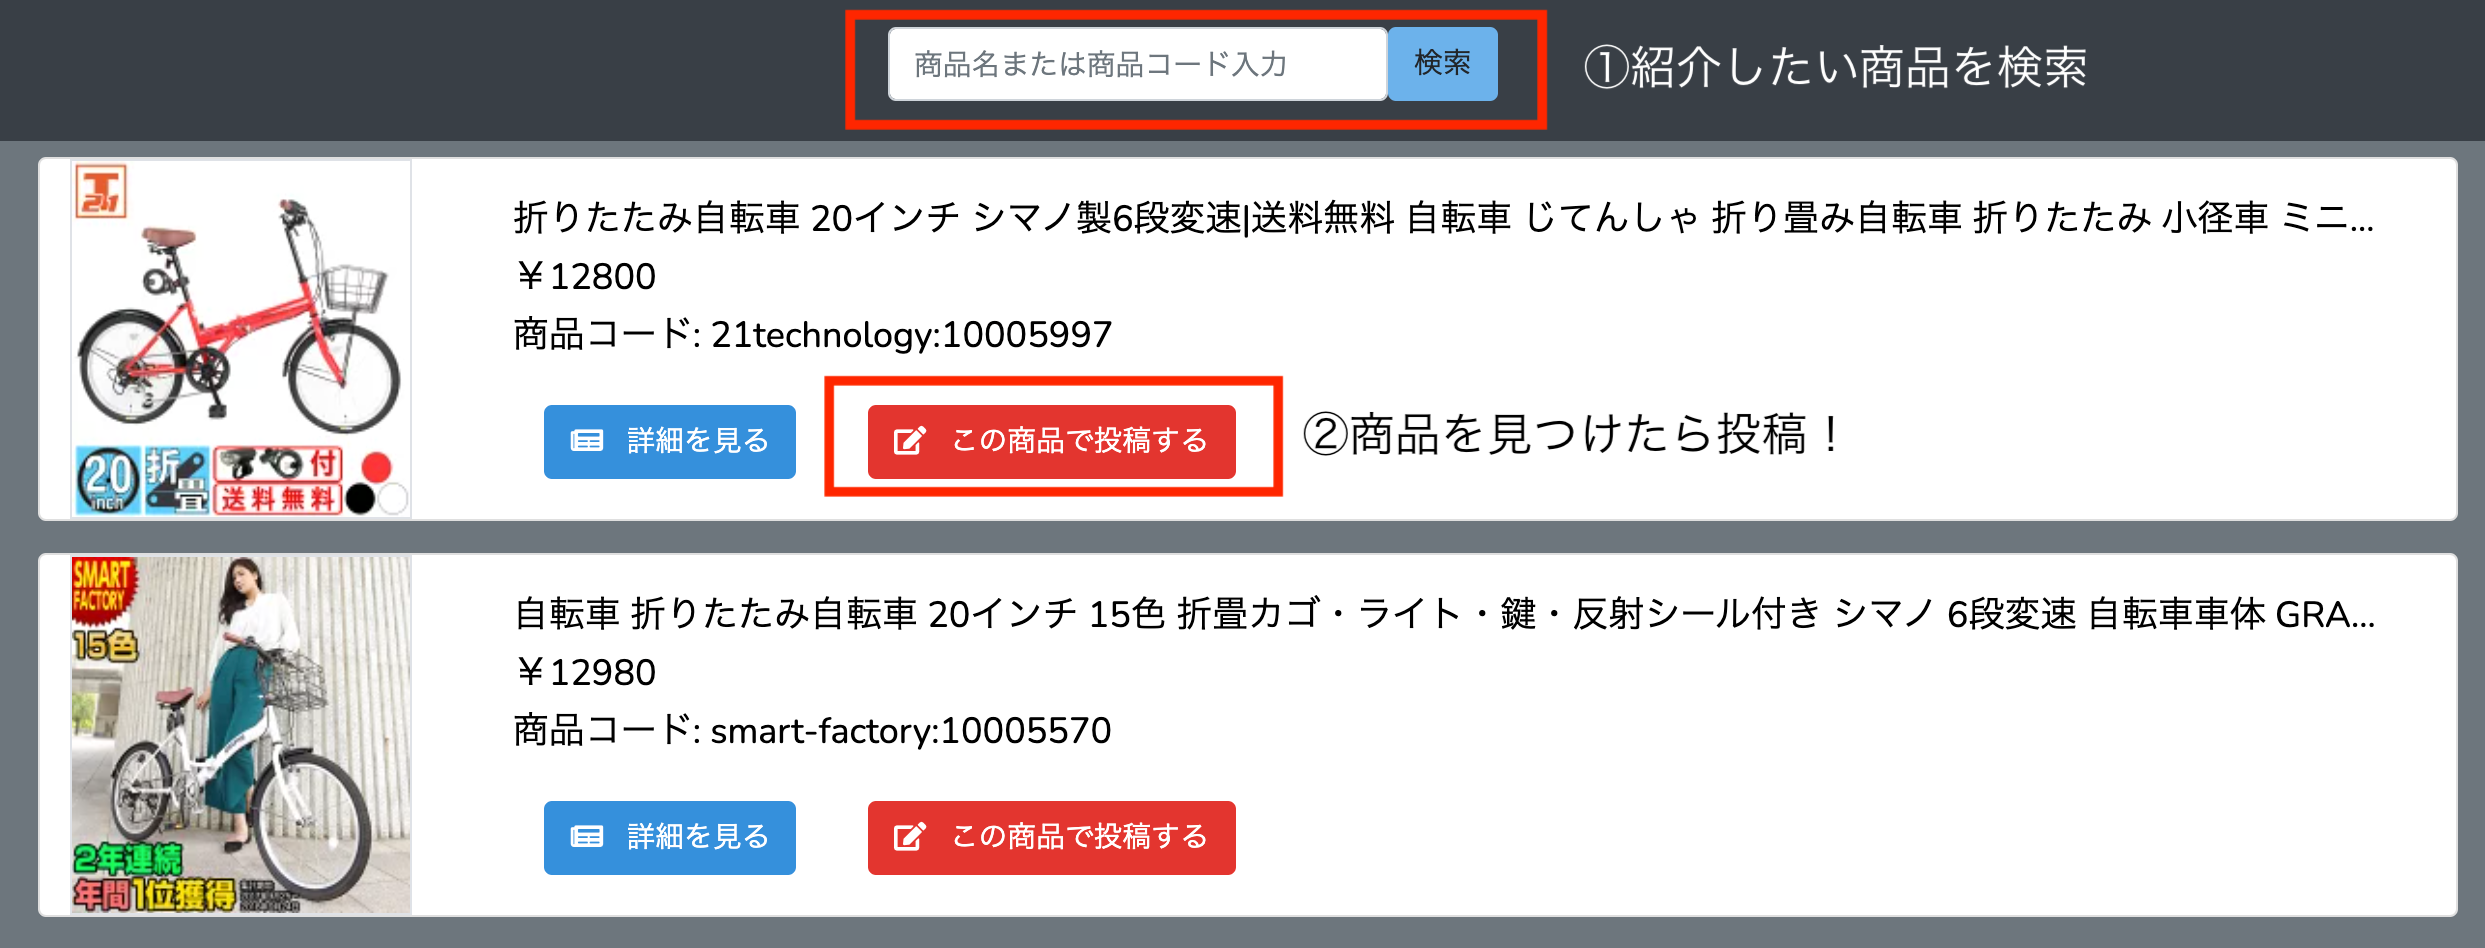 商品名または商品コード入力
検索
①紹介したい商品を検索
T
21
折りたたみ自転車 20インチ シマノ製6段変速|送料無料 自転車 じてんしゃ 折り畳み自転車 折りたたみ 小径車 ミニ...
￥12800
商品コード: 21technology:10005997
詳細を見る
この商品で投稿する
②商品を見つけたら投稿！
20
inch
折
畳
付
送料無料
SMART
FACTORY
15色
自転車 折りたたみ自転車 20インチ 15色 折畳カゴ・ライト・鍵・反射シール付き シマノ 6段変速 自転車車体 GRA...
￥12980
商品コード: smart-factory:10005570
詳細を見る
この商品で投稿する
2年連続
年間1位獲得